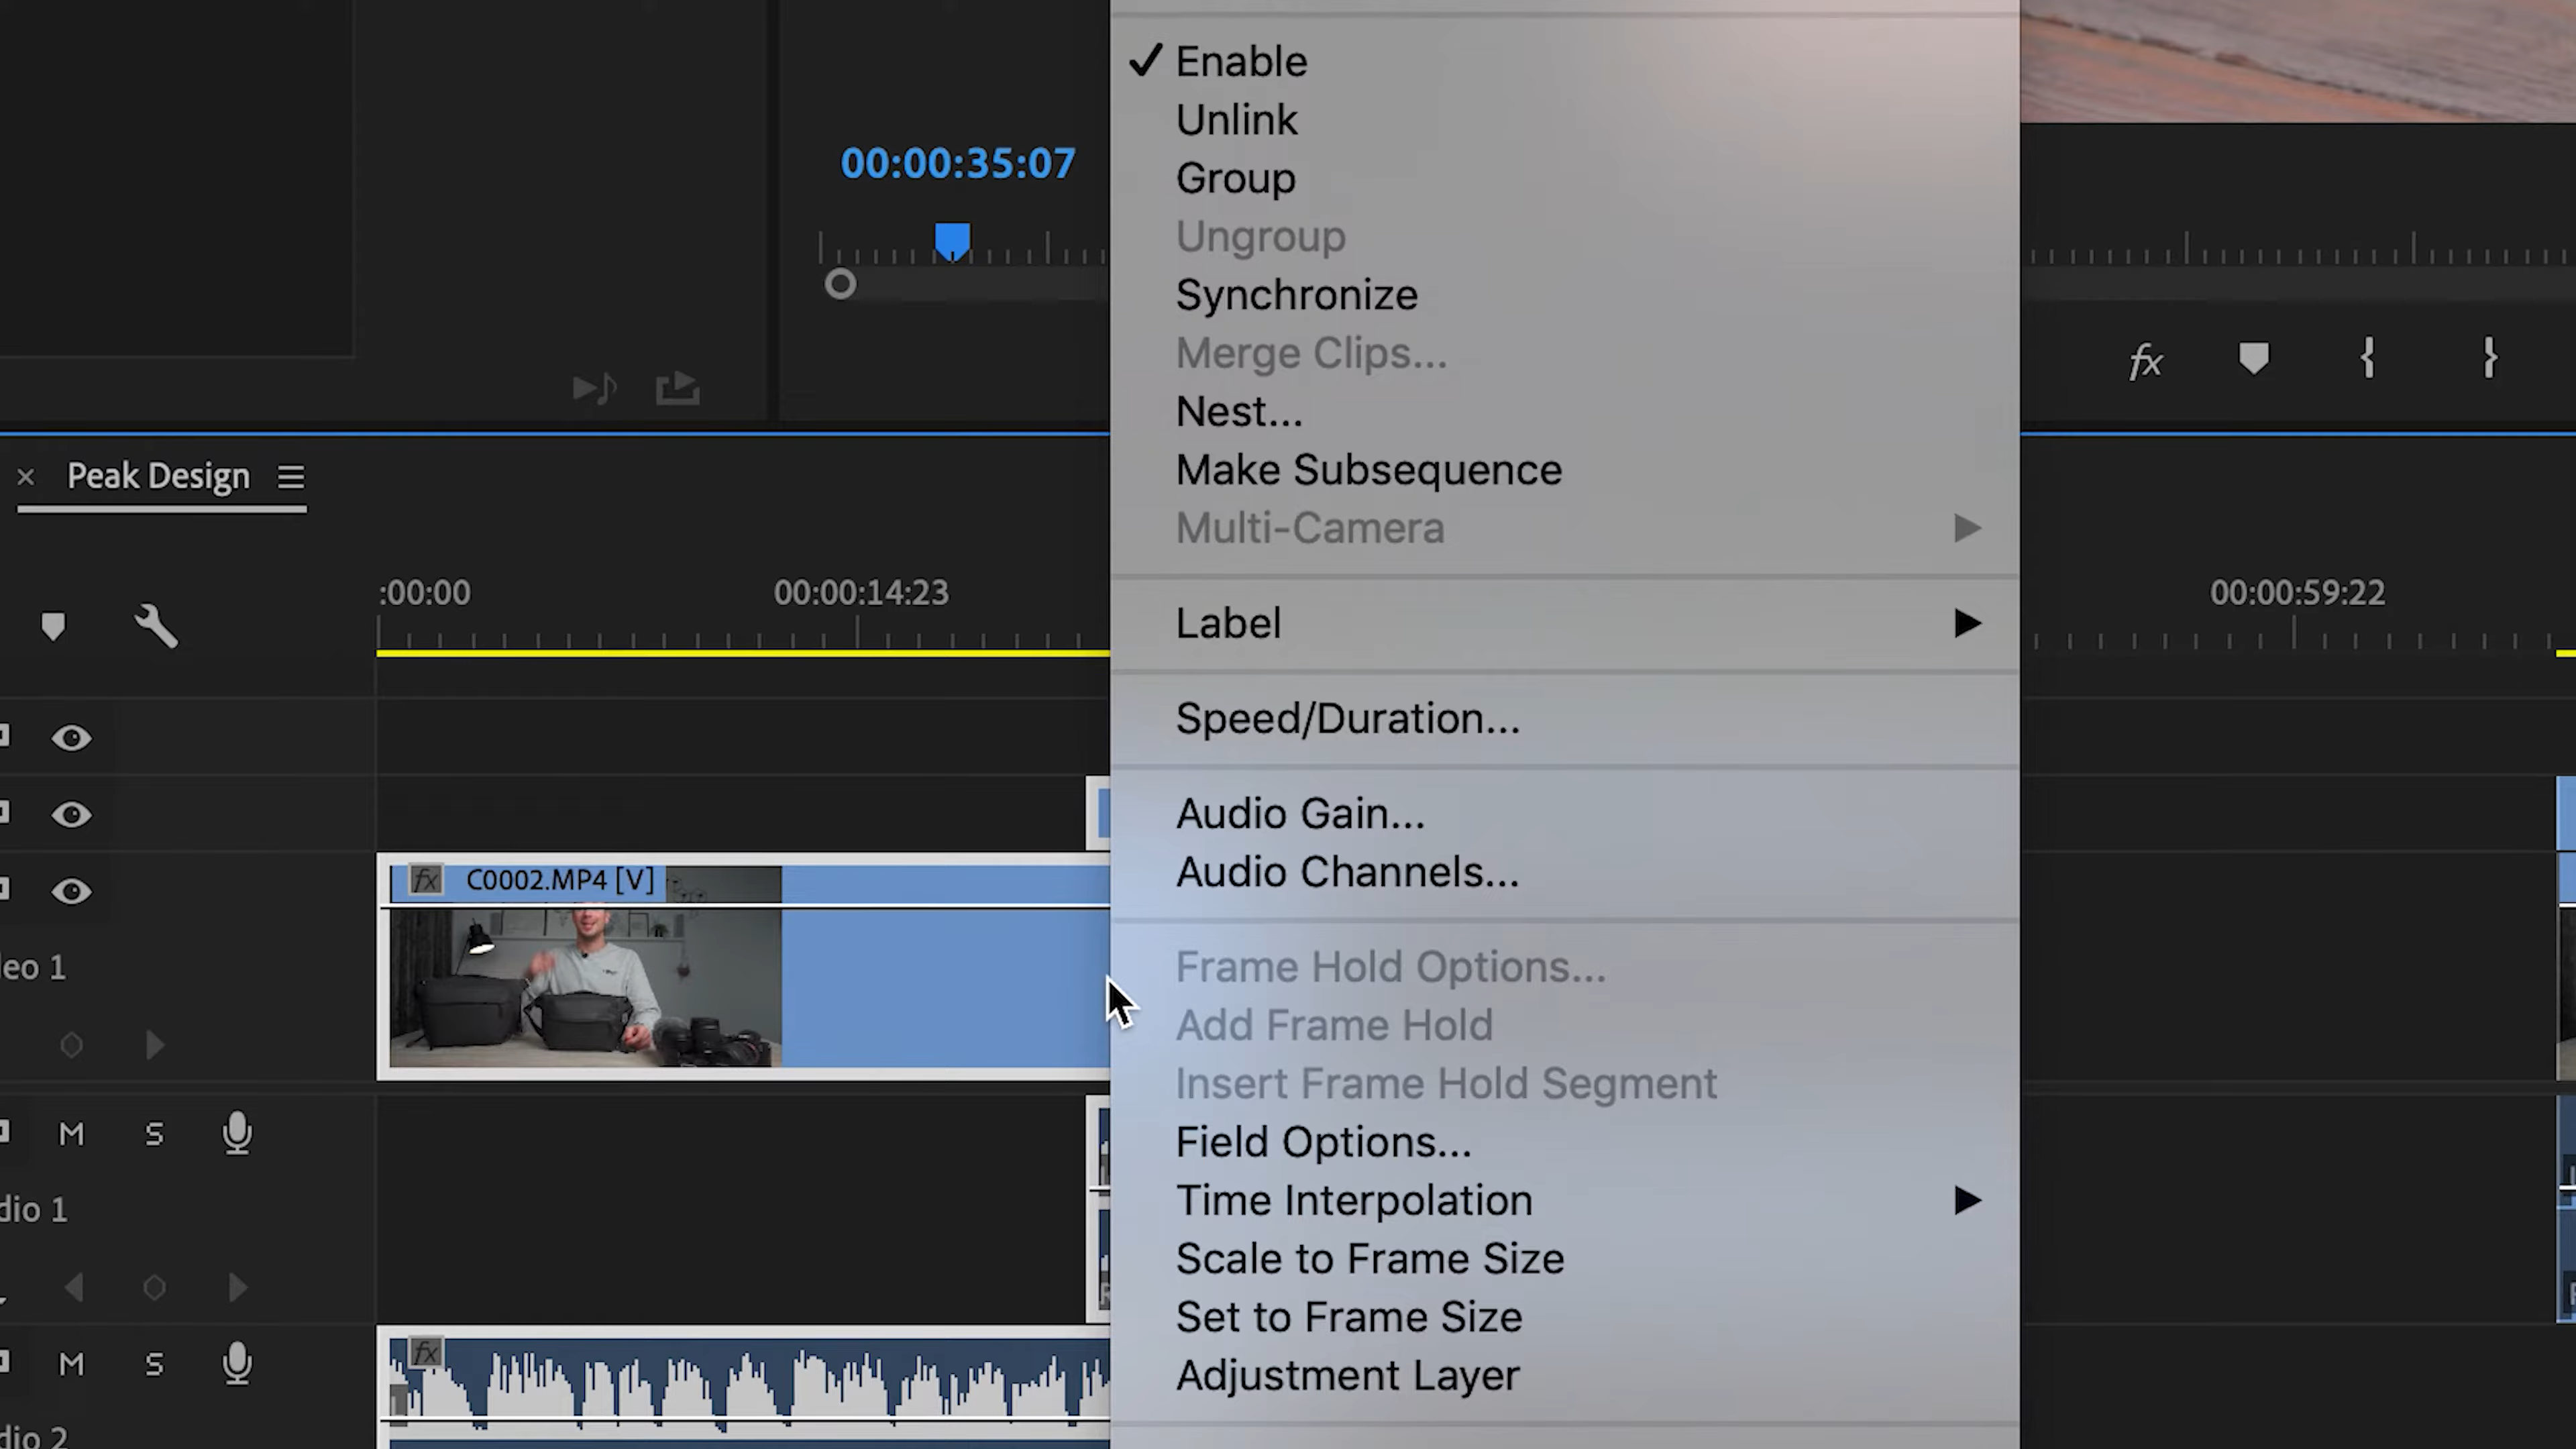 ✓ Enable
Unlink
00:00:35:07
Group
Ungroup
Synchronize
Merge Clips...
fx
Nest...
Make Subsequence
Peak Design
Multi-Camera
:00:00
00:00:14:23
00:00:59:22
Label
Speed/Duration...
Audio Gain...
Audio Channels...
fx C0002.MP4 [V]
eo 1
Frame Hold Options...
Add Frame Hold
Insert Frame Hold Segment
M S
Field Options...
dio 1
Time Interpolation
Scale to Frame Size
Set to Frame Size
M S
fx
Adjustment Layer
dio 2